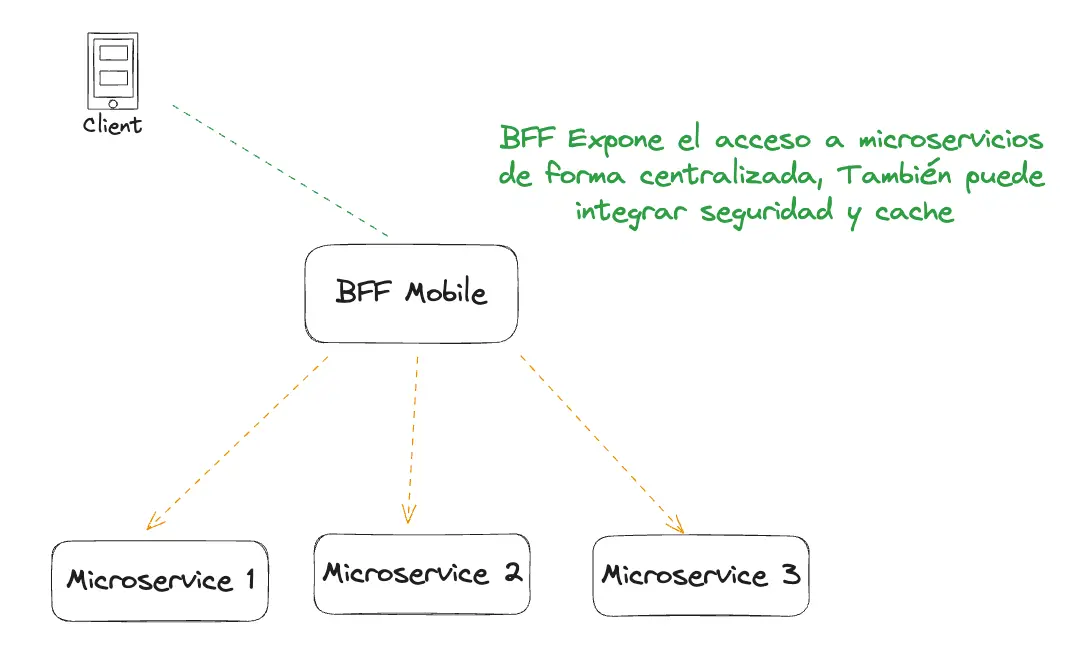 Client
BFF Expone el acceso a microservicios
de forma centralizada, También puede
integrar seguridad y cache
BFF Mobile
Microservice 1
Microservice 2
Microservice 3